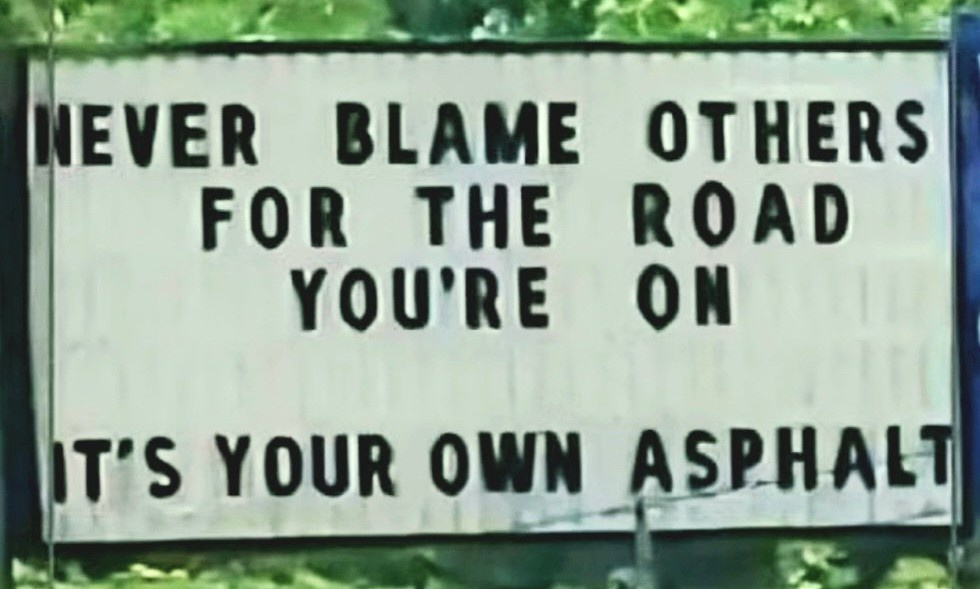 NEVER BLAME OTHERS
FOR THE ROAD
YOU'RE ON
IT'S YOUR OWN ASPHALT